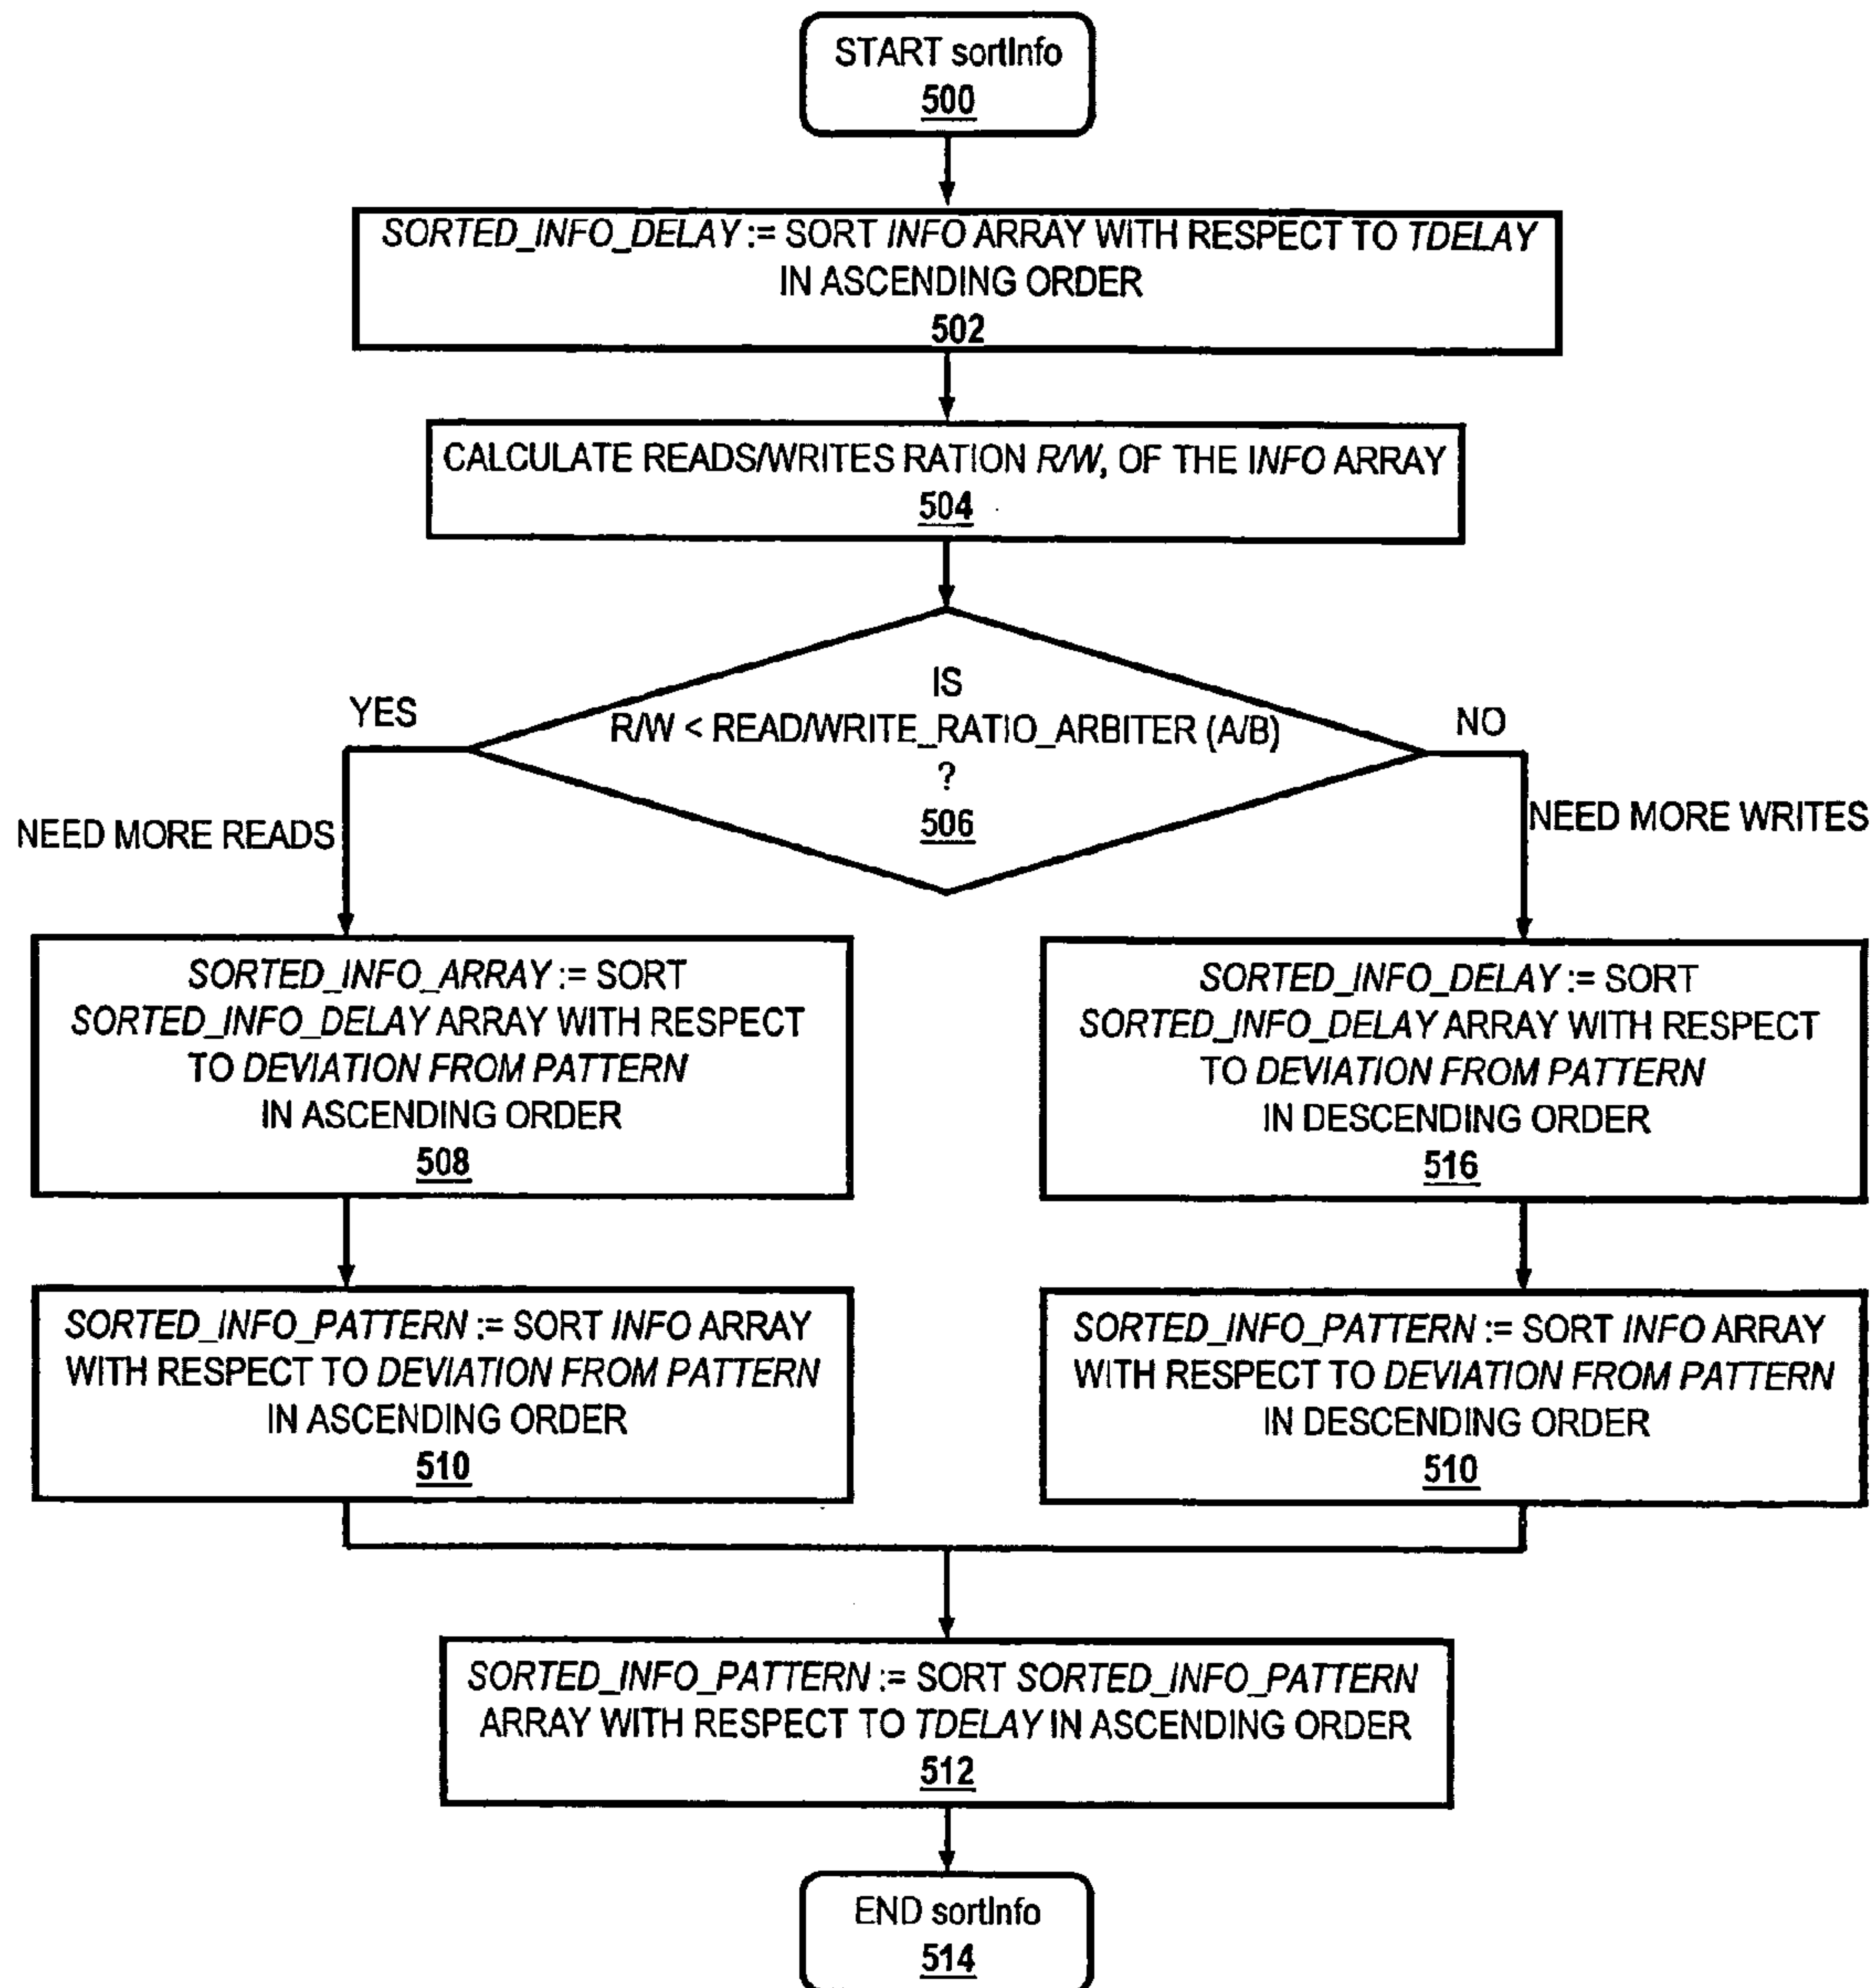 START sortInfo
500
SORTED_INFO_DELAY := SORT INFO ARRAY WITH RESPECT TO TDELAY
IN ASCENDING ORDER
502
CALCULATE READS/WRITES RATION R/W, OF THE INFO ARRAY
504
IS
R/W < READ/WRITE_RATIO_ARBITER (A/B)
?
506
YES
NO
NEED MORE READS
NEED MORE WRITES
SORTED_INFO_ARRAY := SORT
SORTED_INFO_DELAY ARRAY WITH RESPECT
TO DEVIATION FROM PATTERN
IN ASCENDING ORDER
508
SORTED_INFO_DELAY := SORT
SORTED_INFO_DELAY ARRAY WITH RESPECT
TO DEVIATION FROM PATTERN
IN DESCENDING ORDER
516
SORTED_INFO_PATTERN := SORT INFO ARRAY
WITH RESPECT TO DEVIATION FROM PATTERN
IN ASCENDING ORDER
510
SORTED_INFO_PATTERN := SORT INFO ARRAY
WITH RESPECT TO DEVIATION FROM PATTERN
IN DESCENDING ORDER
510
SORTED_INFO_PATTERN := SORT SORTED_INFO_PATTERN
ARRAY WITH RESPECT TO TDELAY IN ASCENDING ORDER
512
END sortInfo
514